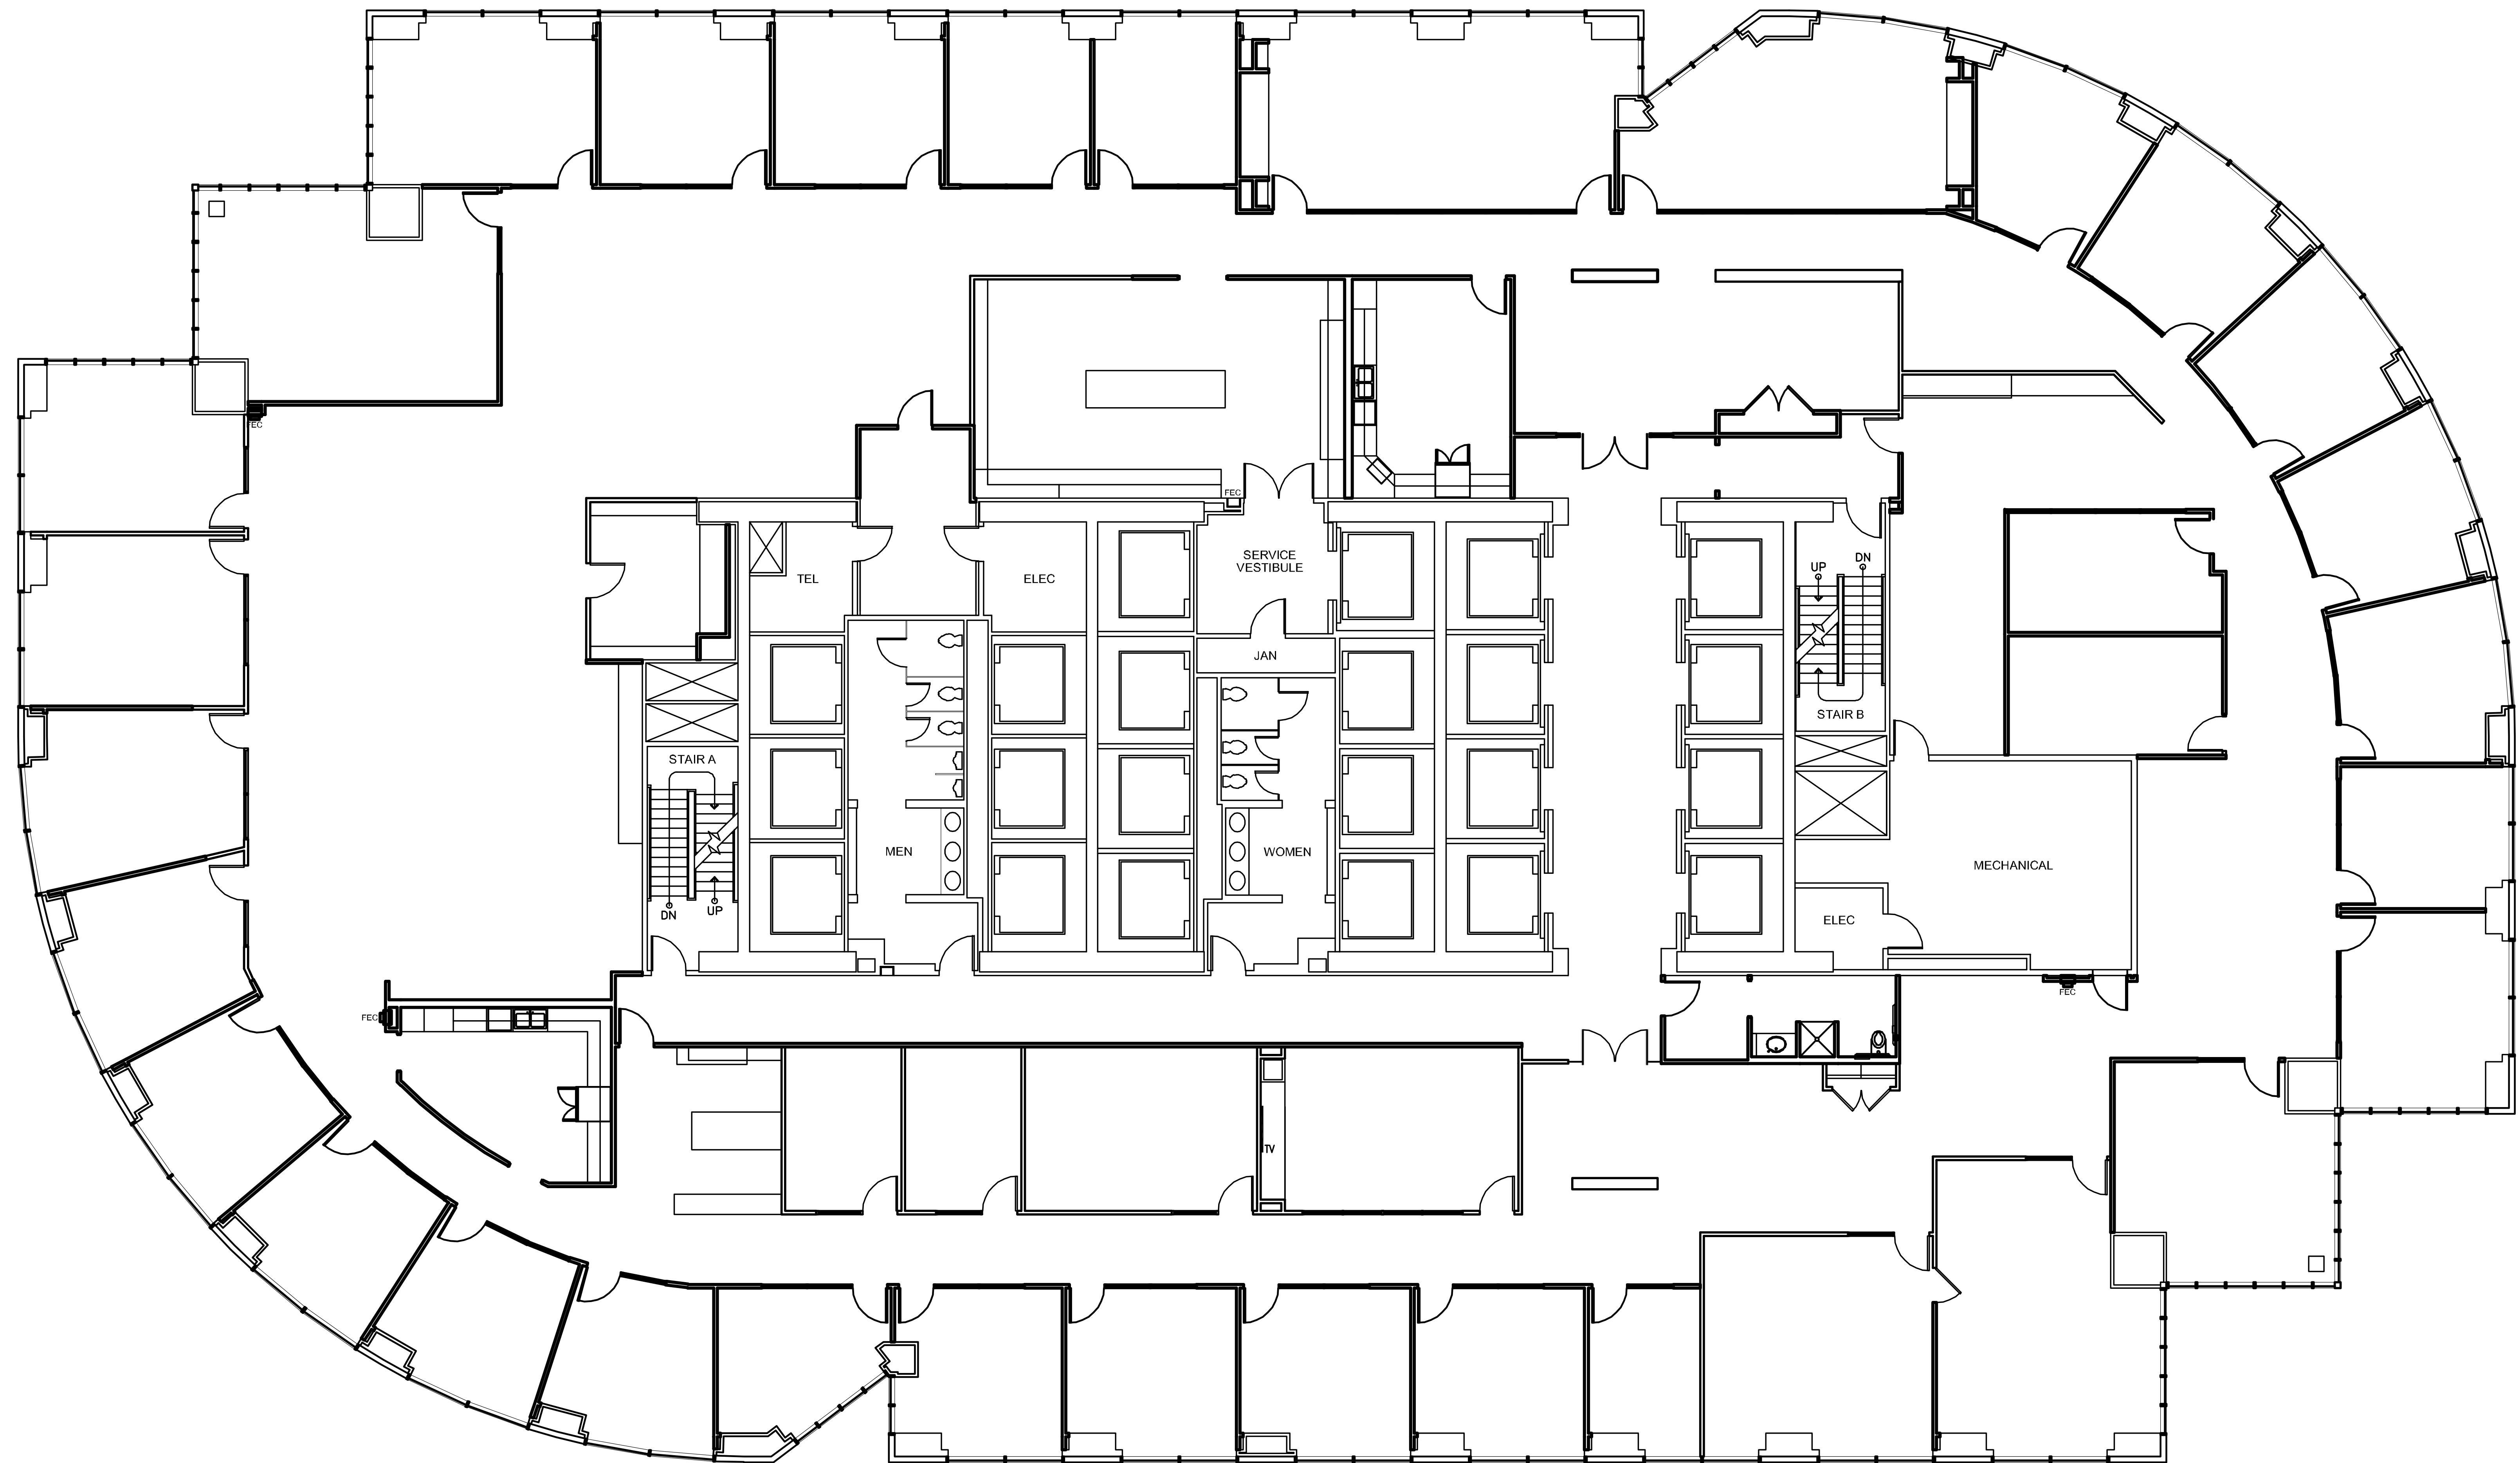 FEC
FEC
SERVICE
VESTIBULE
TEL
ELEC
UP
DN
JAN
STAIR B
STAIR A
MEN
WOMEN
MECHANICAL
DN
UP
ELEC
FEC
FEC
TV